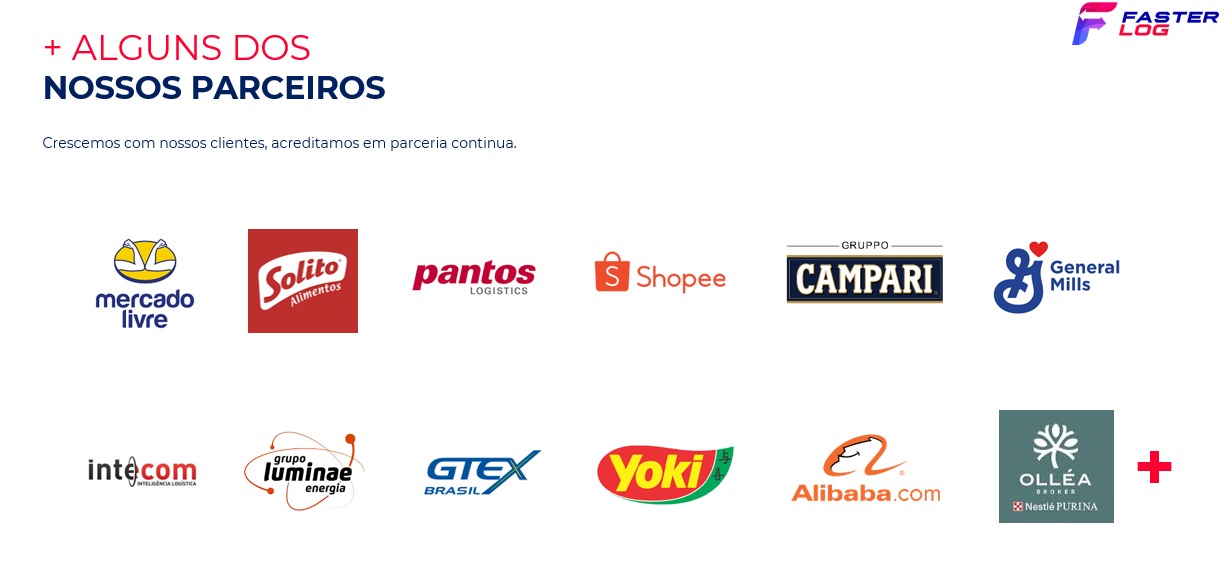 FASTER
LOG
+ ALGUNS DOS
NOSSOS PARCEIROS
Crescemos com nossos clientes, acreditamos em parceria continua.
mercado
livre
Solito
Alimentos
pantos
LOGISTICS
S Shopee
GRUPPO
CAMPARI
General
Mills
intecom
INTELIGÊNCIA LOGÍSTICA
grupo
luminae
energia
GTEX
BRASIL
Yoki
Alibaba.com
OLLÉA
BROKER
Nestlé PURINA
+